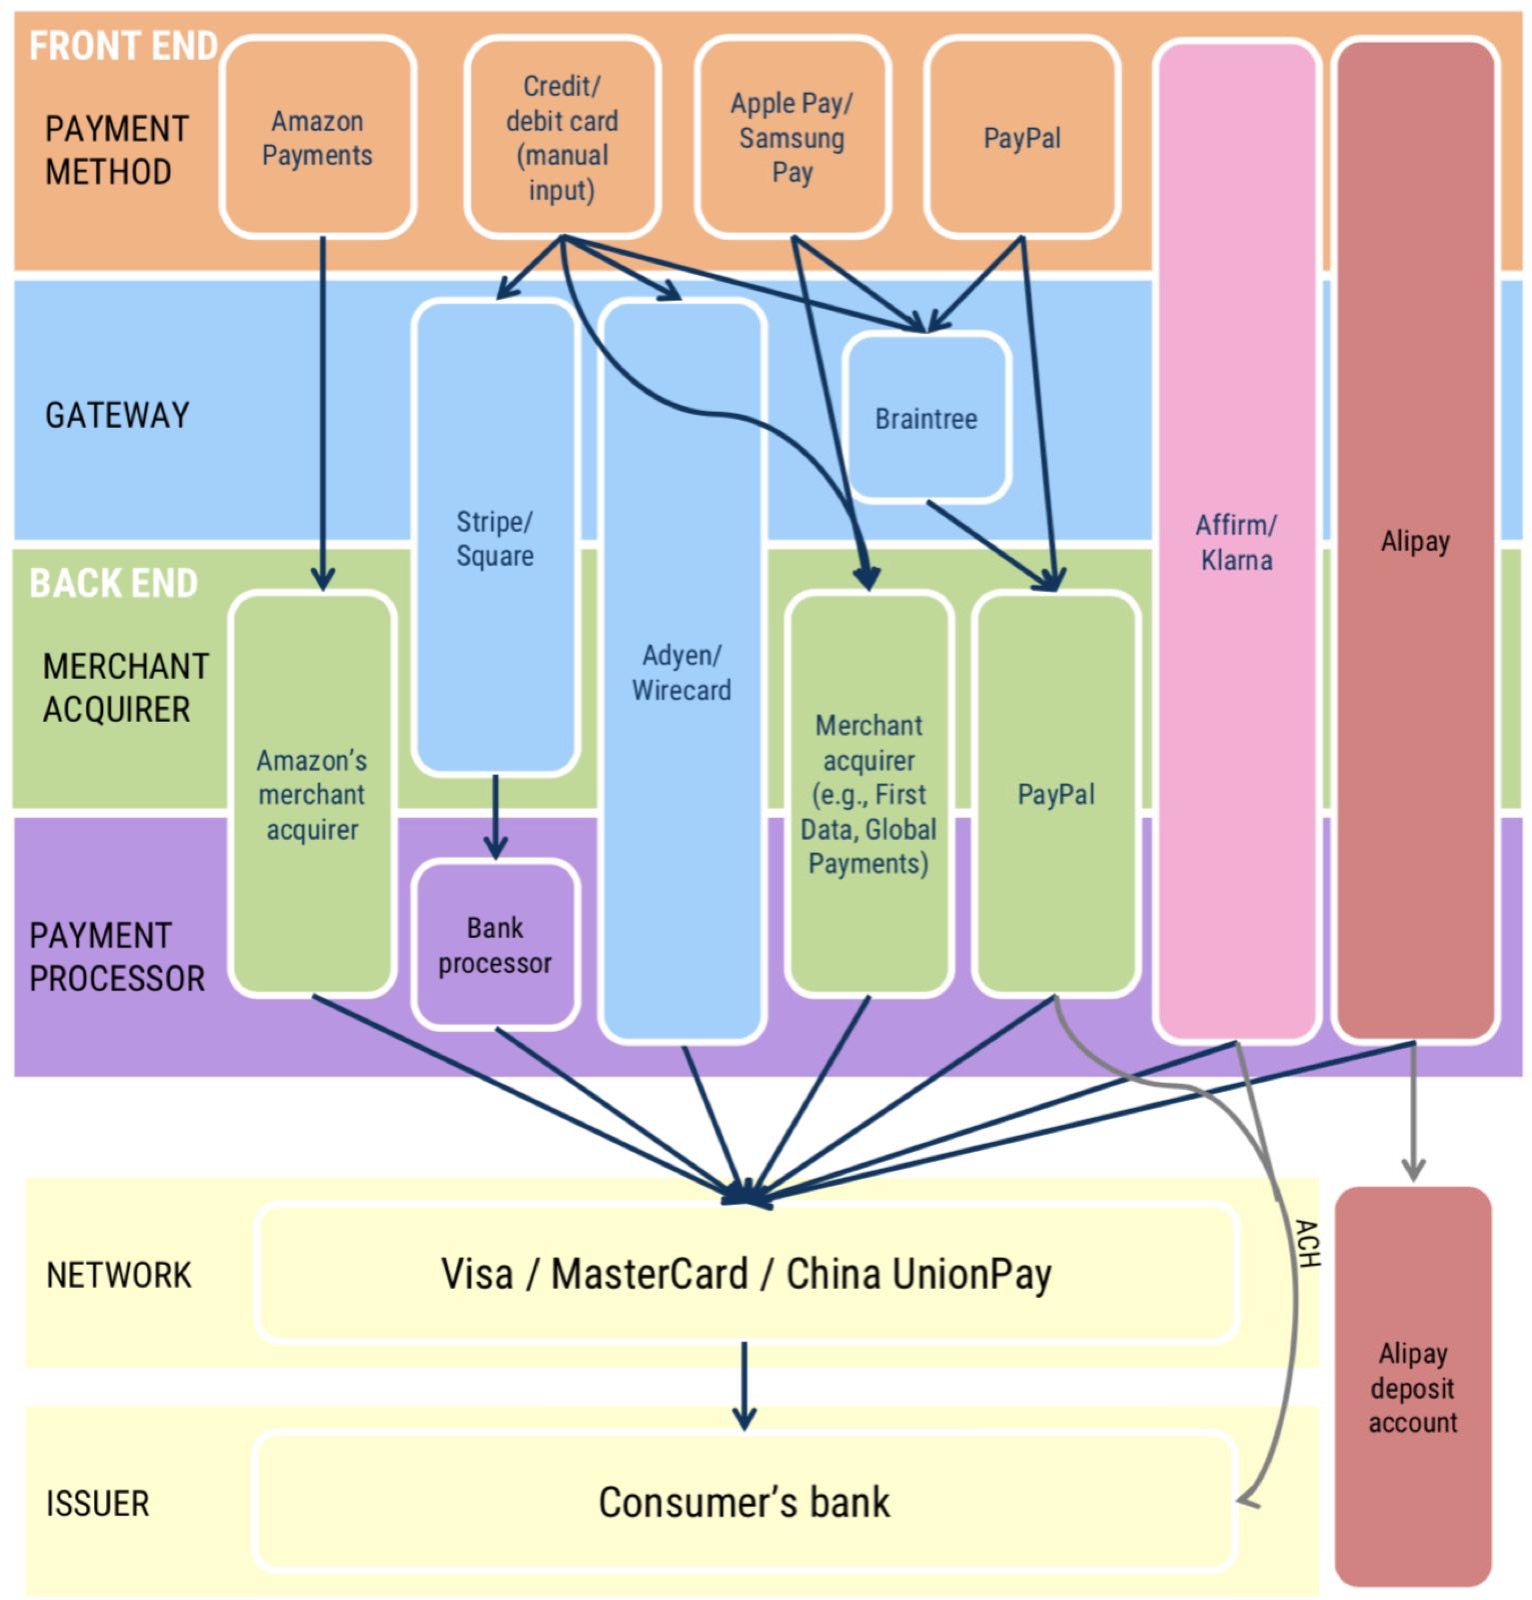 FRONT END
PAYMENT
METHOD
Amazon
Payments
Credit/
debit card
(manual
input)
Apple Pay/
Samsung
Pay
PayPal
GATEWAY
Stripe/
Square
Adyen/
Wirecard
Braintree
Affirm/
Klarna
Alipay
BACK END
MERCHANT
ACQUIRER
Amazon’s
merchant
acquirer
Merchant
acquirer
(e.g., First
Data, Global
Payments)
PayPal
PAYMENT
PROCESSOR
Bank
processor
NETWORK
Visa / MasterCard / China UnionPay
ACH
Alipay
deposit
account
ISSUER
Consumer’s bank